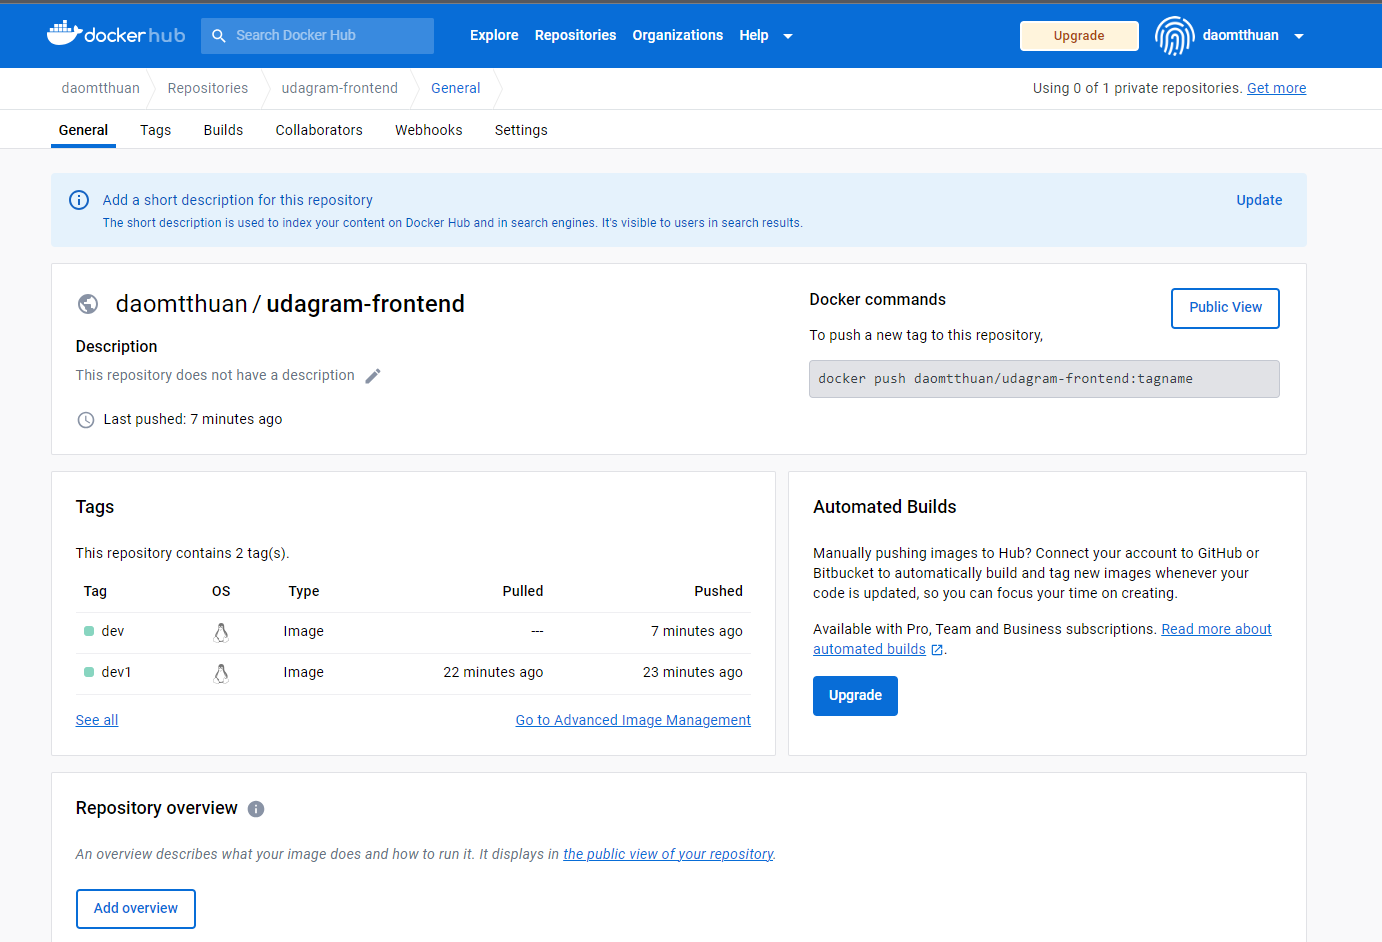 docker hub
Search Docker Hub
Explore Repositories Organizations Help
Upgrade
daomtthuan
daomtthuan Repositories udagram-frontend General
Using 0 of 1 private repositories. Get more
General Tags Builds Collaborators Webhooks Settings
Add a short description for this repository
Update
The short description is used to index your content on Docker Hub and in search engines. It's visible to users in search results.
daomtthuan / udagram-frontend
Description
This repository does not have a description
Last pushed: 7 minutes ago
Docker commands
Public View
To push a new tag to this repository,
docker push daomtthuan/udagram-frontend:tagname
Tags
This repository contains 2 tag(s).
Tag OS Type Pulled Pushed
dev Image --- 7 minutes ago
dev1 Image 22 minutes ago 23 minutes ago
See all Go to Advanced Image Management
Automated Builds
Manually pushing images to Hub? Connect your account to GitHub or
Bitbucket to automatically build and tag new images whenever your
code is updated, so you can focus your time on creating.
Available with Pro, Team and Business subscriptions. Read more about
automated builds .
Upgrade
Repository overview
An overview describes what your image does and how to run it. It displays in the public view of your repository.
Add overview